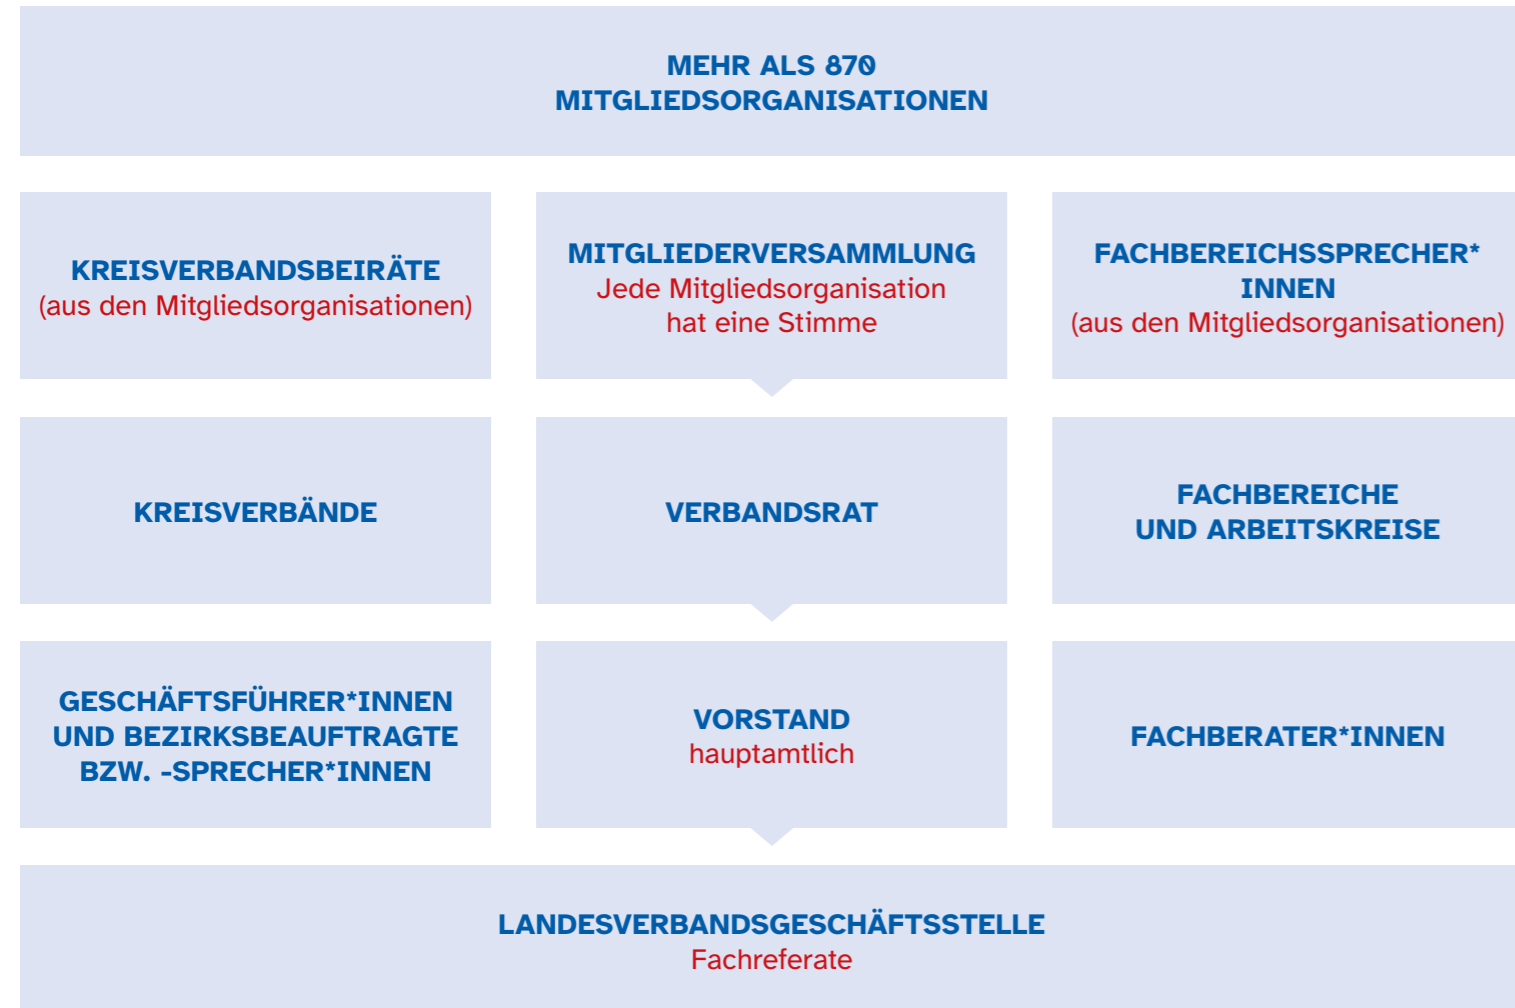 MEHR ALS 870
MITGLIEDSORGANISATIONEN
KREISVERBANDSBEIRÄTE
(aus den Mitgliedsorganisationen)
MITGLIEDERVERSAMMLUNG
Jede Mitgliedsorganisation
hat eine Stimme
FACHBEREICHSSPRECHER*
INNEN
(aus den Mitgliedsorganisationen)
KREISVERBÄNDE
VERBANDSRAT
FACHBEREICHE
UND ARBEITSKREISE
GESCHÄFTSFÜHRER*INNEN
UND BEZIRKSBEAUFTRAGTE
BZW. -SPRECHER*INNEN
VORSTAND
hauptamtlich
FACHBERATER*INNEN
LANDESVERBANDSGESCHÄFTSSTELLE
Fachreferate